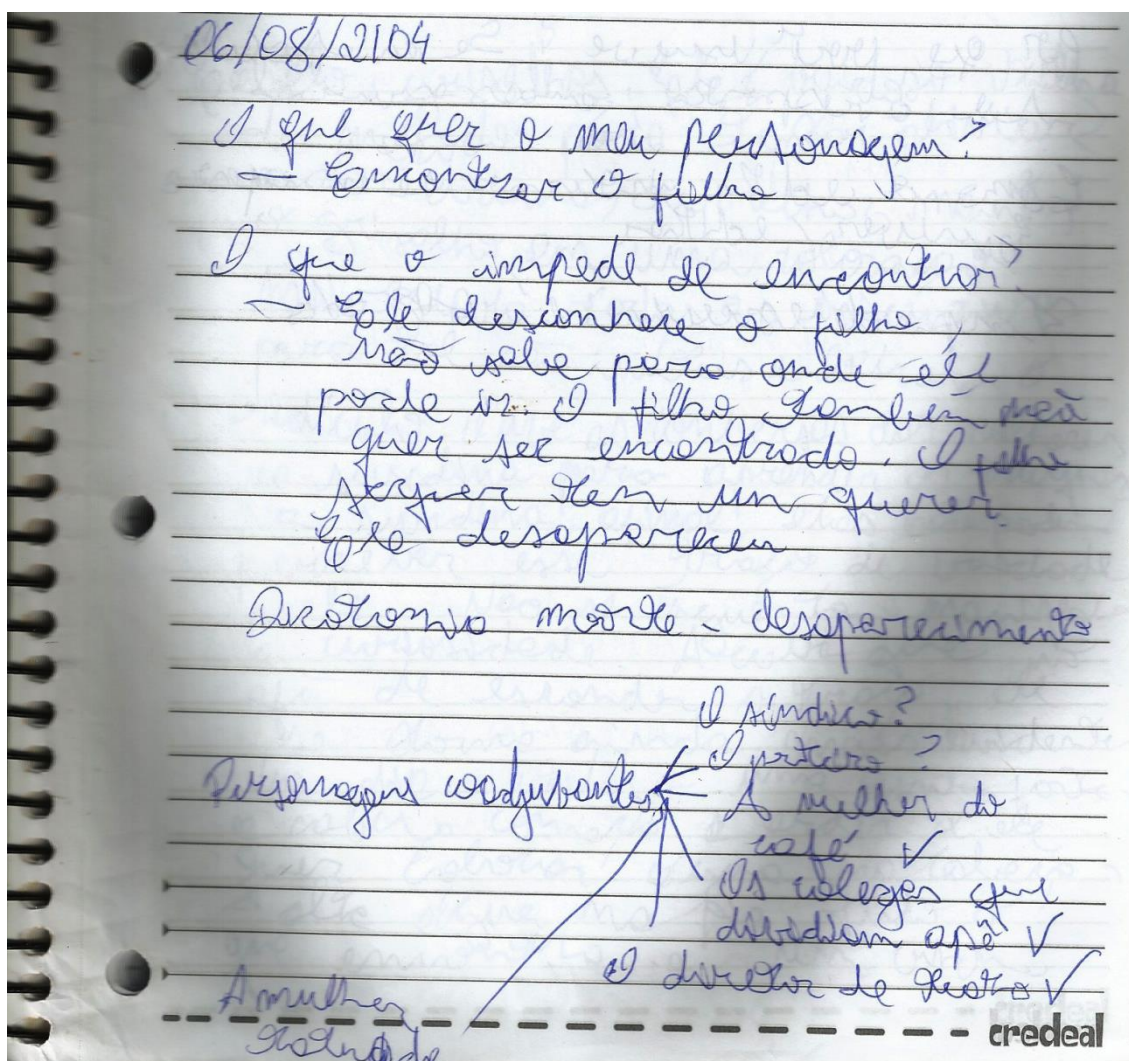 06/08/2104
O que quer o meu personagem?
— Encontrar o filho
O que o impede de encontrar?
— Ele desconhece o filho,
não sabe para onde ele
pode ir. O filho também não
quer ser encontrado. O filho
sequer tem um querer
Ele desapareceu
morte - desaparecimento
O síndico?
O porteiro?
Personagens coadjuvantes
A mulher do
café ✓
Os colegas que
dividiam apê ✓
O diretor de teatro ✓
A mulher
credeal